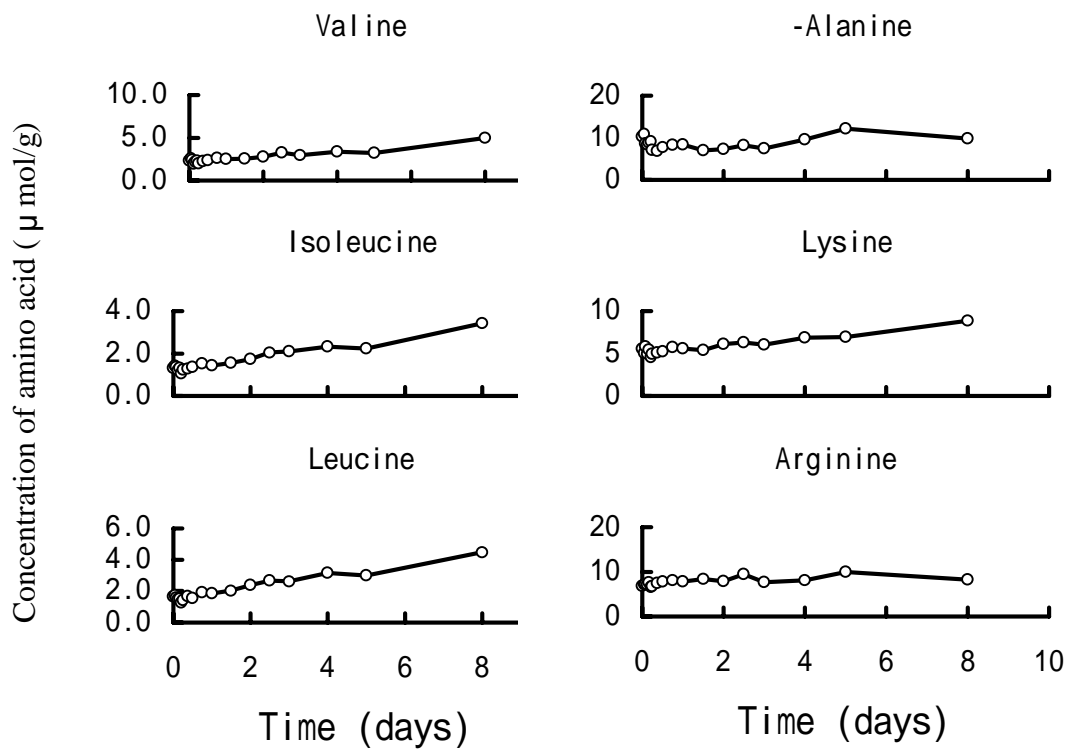 Concentration of amino acid ( μ mol/g)
Valine
10.0
5.0
0.0
-Alanine
20
10
0
Isoleucine
4.0
2.0
0.0
Lysine
10
5
0
Leucine
6.0
4.0
2.0
0.0
0 2 4 6 8
Time (days)
Arginine
20
10
0
0 2 4 6 8 10
Time (days)